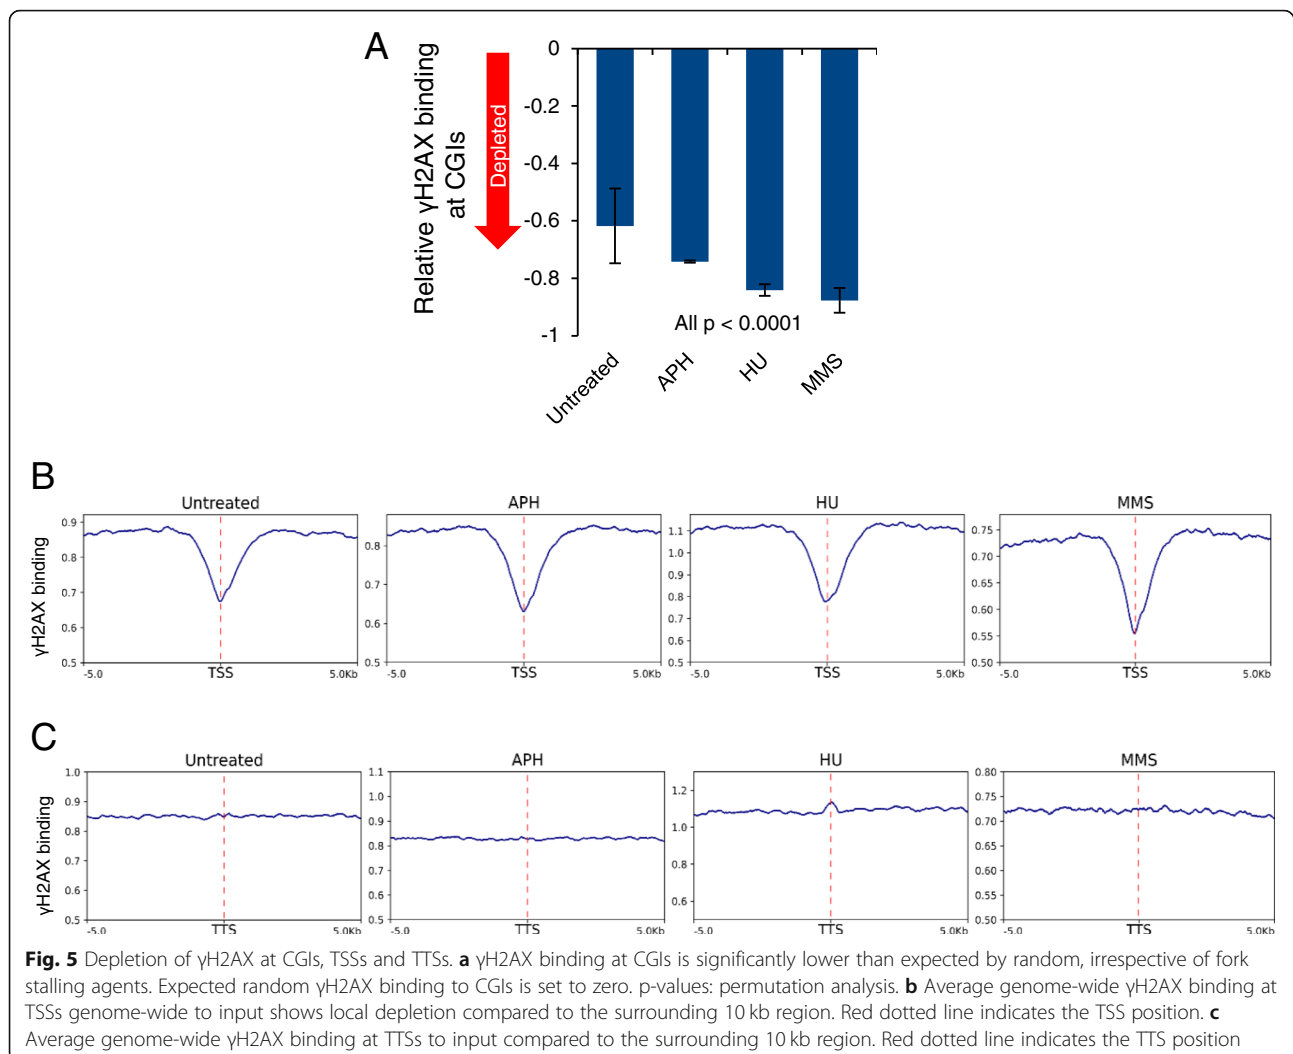 A
Relative γH2AX binding
at CGIs
Depleted
0
-0.2
-0.4
-0.6
-0.8
-1
All p < 0.0001
Untreated
APH
HU
MMS
B
γH2AX binding
Untreated
0.9
0.8
0.7
0.6
0.5
-5.0
TSS
5.0Kb
APH
0.8
0.7
0.6
0.5
-5.0
TSS
5.0Kb
HU
1.1
1.0
0.9
0.8
0.7
0.6
0.5
-5.0
TSS
5.0Kb
MMS
0.75
0.70
0.65
0.60
0.55
0.50
-5.0
TSS
5.0Kb
C
γH2AX binding
Untreated
1.0
0.9
0.8
0.7
0.6
0.5
-5.0
TTS
5.0Kb
APH
1.1
1.0
0.9
0.8
0.7
0.6
0.5
-5.0
TTS
5.0Kb
HU
1.2
1.0
0.8
0.6
-5.0
TTS
5.0Kb
MMS
0.80
0.75
0.70
0.65
0.60
0.55
0.50
-5.0
TTS
5.0Kb
Fig. 5 Depletion of γH2AX at CGIs, TSSs and TTSs. a γH2AX binding at CGIs is significantly lower than expected by random, irrespective of fork
stalling agents. Expected random γH2AX binding to CGIs is set to zero. p-values: permutation analysis. b Average genome-wide γH2AX binding at
TSSs genome-wide to input shows local depletion compared to the surrounding 10 kb region. Red dotted line indicates the TSS position. c
Average genome-wide γH2AX binding at TTSs to input compared to the surrounding 10 kb region. Red dotted line indicates the TTS position